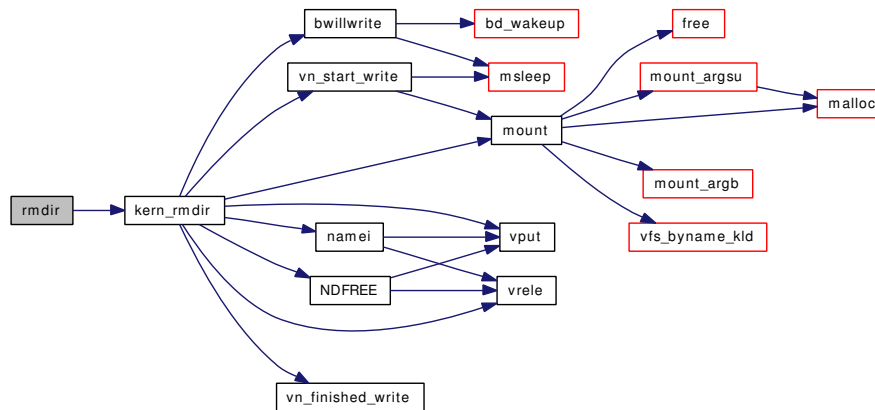 bwillwrite
bd_wakeup
free
vn_start_write
msleep
mount_argsu
malloc
mount
mount_argb
rmdir
kern_rmdir
namei
vput
vfs_byname_kld
NDFREE
vrele
vn_finished_write